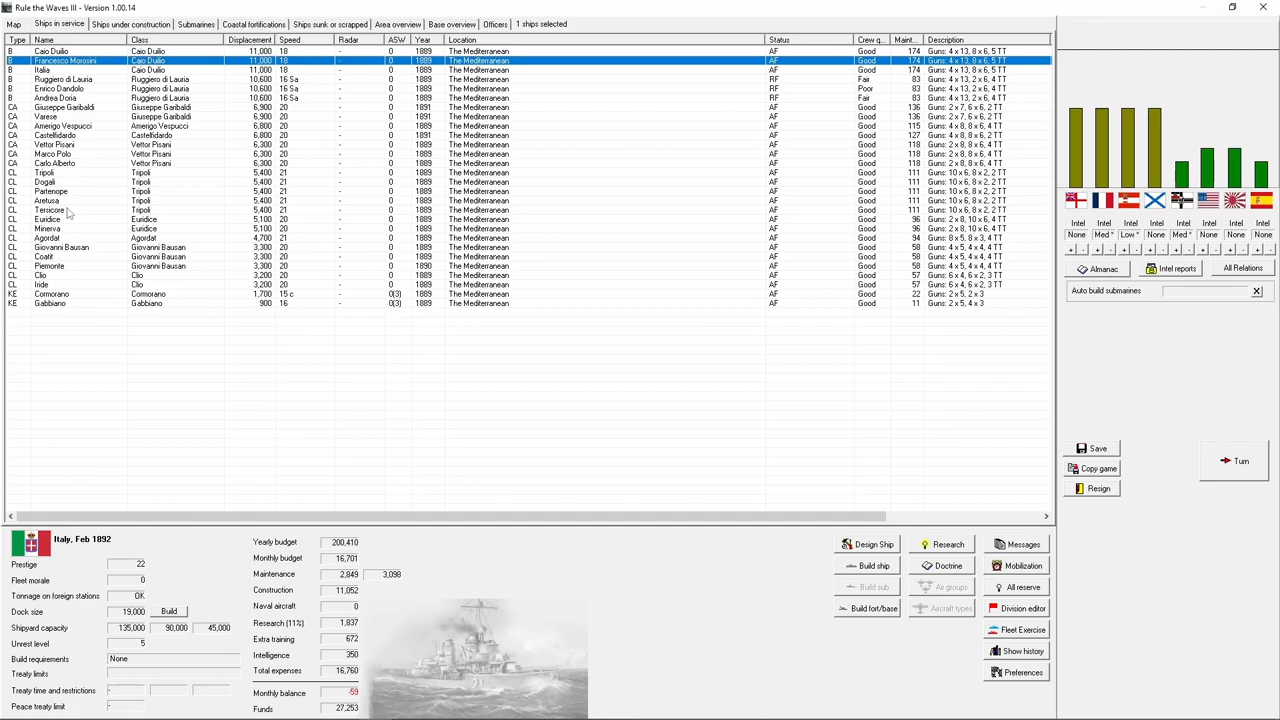 Rule the Waves III - Version 1.00.14
Map Ships in service Ships under construction Submarines Coastal fortifications Ships sunk or scrapped Area overview Base overview Officers 1 ships selected
Type Name Class Displacement Speed Radar ASW Year Location Status Crew q... Maint... Description
B Caio Duilio Caio Duilio 11,000 18 - 0 1889 The Mediterranean AF Good 174 Guns: 4 x 13, 8 x 6, 5 TT
B Francesco Morosini Caio Duilio 11,000 18 - 0 1889 The Mediterranean AF Good 174 Guns: 4 x 13, 8 x 6, 5 TT
B Italia Caio Duilio 11,000 18 - 0 1889 The Mediterranean AF Good 174 Guns: 4 x 13, 8 x 6, 5 TT
B Ruggiero di Lauria Ruggiero di Lauria 10,600 16 Sa - 0 1889 The Mediterranean RF Fair 83 Guns: 4 x 13, 2 x 6, 4 TT
B Enrico Dandolo Ruggiero di Lauria 10,600 16 Sa - 0 1889 The Mediterranean RF Poor 83 Guns: 4 x 13, 2 x 6, 4 TT
B Andrea Doria Ruggiero di Lauria 10,600 16 Sa - 0 1889 The Mediterranean RF Fair 83 Guns: 4 x 13, 2 x 6, 4 TT
CA Giuseppe Garibaldi Giuseppe Garibaldi 6,900 20 - 0 1891 The Mediterranean AF Good 136 Guns: 2 x 7, 6 x 6, 2 TT
CA Varese Giuseppe Garibaldi 6,900 20 - 0 1889 The Mediterranean AF Good 136 Guns: 2 x 7, 6 x 6, 2 TT
CA Amerigo Vespucci Amerigo Vespucci 6,800 20 - 0 1889 The Mediterranean AF Good 115 Guns: 4 x 8, 8 x 6, 4 TT
CA Castelfidardo Castelfidardo 6,800 20 - 0 1891 The Mediterranean AF Good 127 Guns: 4 x 8, 6 x 6, 4 TT
CA Vettor Pisani Vettor Pisani 6,300 20 - 0 1889 The Mediterranean AF Good 118 Guns: 2 x 8, 8 x 6, 4 TT
CA Marco Polo Vettor Pisani 6,300 20 - 0 1889 The Mediterranean AF Good 118 Guns: 2 x 8, 8 x 6, 4 TT
CA Carlo Alberto Vettor Pisani 6,300 20 - 0 1889 The Mediterranean AF Good 118 Guns: 2 x 8, 8 x 6, 4 TT
CL Tripoli Tripoli 5,400 21 - 0 1889 The Mediterranean AF Good 111 Guns: 10 x 6, 8 x 2, 2 TT
CL Dogali Tripoli 5,400 21 - 0 1889 The Mediterranean AF Good 111 Guns: 10 x 6, 8 x 2, 2 TT
CL Partenope Tripoli 5,400 21 - 0 1889 The Mediterranean AF Good 111 Guns: 10 x 6, 8 x 2, 2 TT
CL Aretusa Tripoli 5,400 21 - 0 1889 The Mediterranean AF Good 111 Guns: 10 x 6, 8 x 2, 2 TT
CL Tersicore Tripoli 5,400 21 - 0 1889 The Mediterranean AF Good 111 Guns: 10 x 6, 8 x 2, 2 TT
CL Euridice Euridice 5,100 20 - 0 1889 The Mediterranean AF Good 96 Guns: 2 x 8, 10 x 6, 4 TT
CL Minerva Euridice 5,100 20 - 0 1889 The Mediterranean AF Good 96 Guns: 2 x 8, 10 x 6, 4 TT
CL Agordat Agordat 4,700 21 - 0 1889 The Mediterranean AF Good 94 Guns: 8 x 5, 8 x 3, 4 TT
CL Giovanni Bausan Giovanni Bausan 3,300 20 - 0 1889 The Mediterranean AF Good 58 Guns: 4 x 5, 4 x 4, 4 TT
CL Coatit Giovanni Bausan 3,300 20 - 0 1889 The Mediterranean AF Good 58 Guns: 4 x 5, 4 x 4, 4 TT
CL Piemonte Giovanni Bausan 3,300 20 - 0 1890 The Mediterranean AF Good 58 Guns: 4 x 5, 4 x 4, 4 TT
CL Clio Clio 3,200 20 - 0 1889 The Mediterranean AF Good 57 Guns: 6 x 4, 6 x 2, 3 TT
CL Iride Clio 3,200 20 - 0 1889 The Mediterranean AF Good 57 Guns: 6 x 4, 6 x 2, 3 TT
KE Cormorano Cormorano 1,700 15 c - 0(3) 1889 The Mediterranean AF Good 22 Guns: 2 x 5, 2 x 3
KE Gabbiano Gabbiano 900 16 - 0(3) 1889 The Mediterranean AF Good 11 Guns: 2 x 5, 4 x 3
Intel Intel Intel Intel Intel Intel Intel Intel
None Med * Low * None Med * None None None
+ - + - + - + - + - + - + - + -
Almanac Intel reports All Relations
Auto build submarines
Save
Copy game
Resign
Turn
Italy, Feb 1892
Prestige 22
Fleet morale 0
Tonnage on foreign stations OK
Dock size 19,000 Build
Shipyard capacity 135,000 90,000 45,000
Unrest level 5
Build requirements None
Treaty limits
Treaty time and restrictions - - -
Peace treaty limit -
Yearly budget 200,410
Monthly budget 16,701
Maintenance 2,849 3,098
Construction 11,052
Naval aircraft 0
Research (11%) 1,837
Extra training 672
Intelligence 350
Total expenses 16,760
Monthly balance -59
Funds 27,253
Design Ship Research Messages
Build ship Doctrine Mobilization
Build sub Air groups All reserve
Build fort/base Aircraft types Division editor
Fleet Exercise
Show history
Preferences